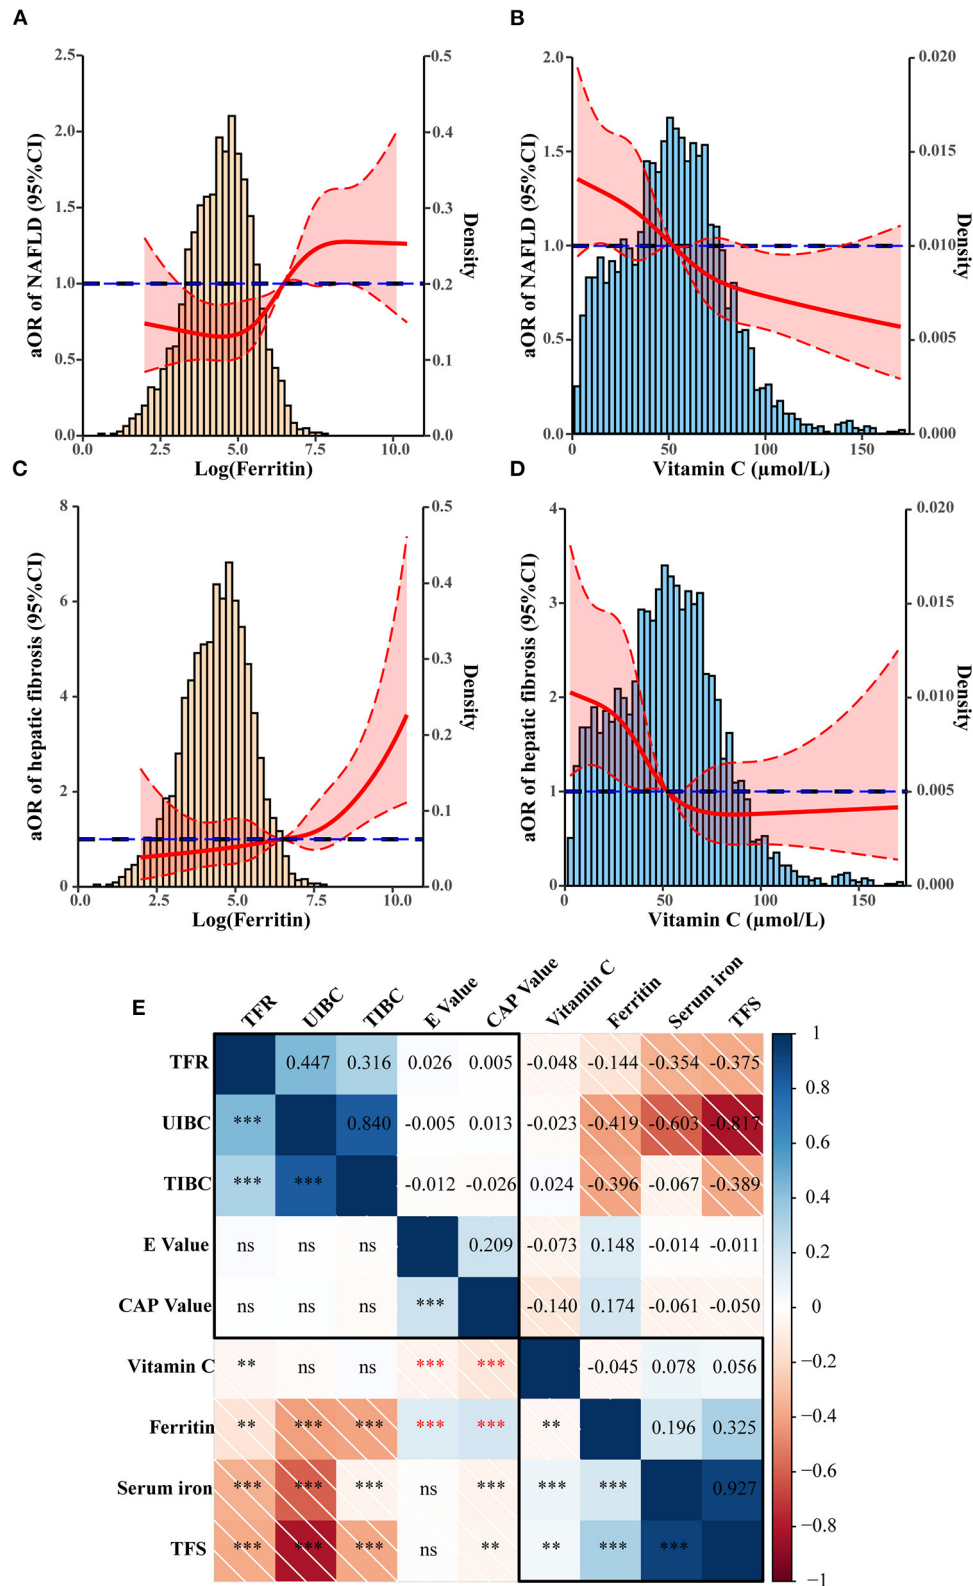 A
B
2.5
2.0
1.5
1.0
0.5
0.0
aOR of NAFLD (95%CI)
0.5
0.4
0.3
0.2
0.1
0.0
Density
0.0 2.5 5.0 7.5 10.0
Log(Ferritin)
2.0
1.5
1.0
0.5
0.0
aOR of NAFLD (95%CI)
0.020
0.015
0.010
0.005
0.000
Density
0 50 100 150
Vitamin C (µmol/L)
C
D
8
6
4
2
0
aOR of hepatic fibrosis (95%CI)
0.5
0.4
0.3
0.2
0.1
0.0
Density
0.0 2.5 5.0 7.5 10.0
Log(Ferritin)
4
3
2
1
0
aOR of hepatic fibrosis (95%CI)
0.020
0.015
0.010
0.005
0.000
Density
0 50 100 150
Vitamin C (µmol/L)
E
TFR UIBC TIBC E Value CAP Value Vitamin C Ferritin Serum iron TFS
TFR 0.447 0.316 0.026 0.005 -0.048 -0.144 -0.354 -0.375
UIBC *** 0.840 -0.005 0.013 -0.023 -0.419 -0.603 -0.817
TIBC *** *** -0.012 -0.026 0.024 -0.396 -0.067 -0.389
E Value ns ns ns 0.209 -0.073 0.148 -0.014 -0.011
CAP Value ns ns ns *** -0.140 0.174 -0.061 -0.050
Vitamin C ** ns ns *** *** -0.045 0.078 0.056
Ferritin ** *** *** *** *** ** 0.196 0.325
Serum iron *** *** *** ns *** *** *** 0.927
TFS *** *** *** ns ** ** *** ***
1
0.8
0.6
0.4
0.2
0
−0.2
−0.4
−0.6
−0.8
−1